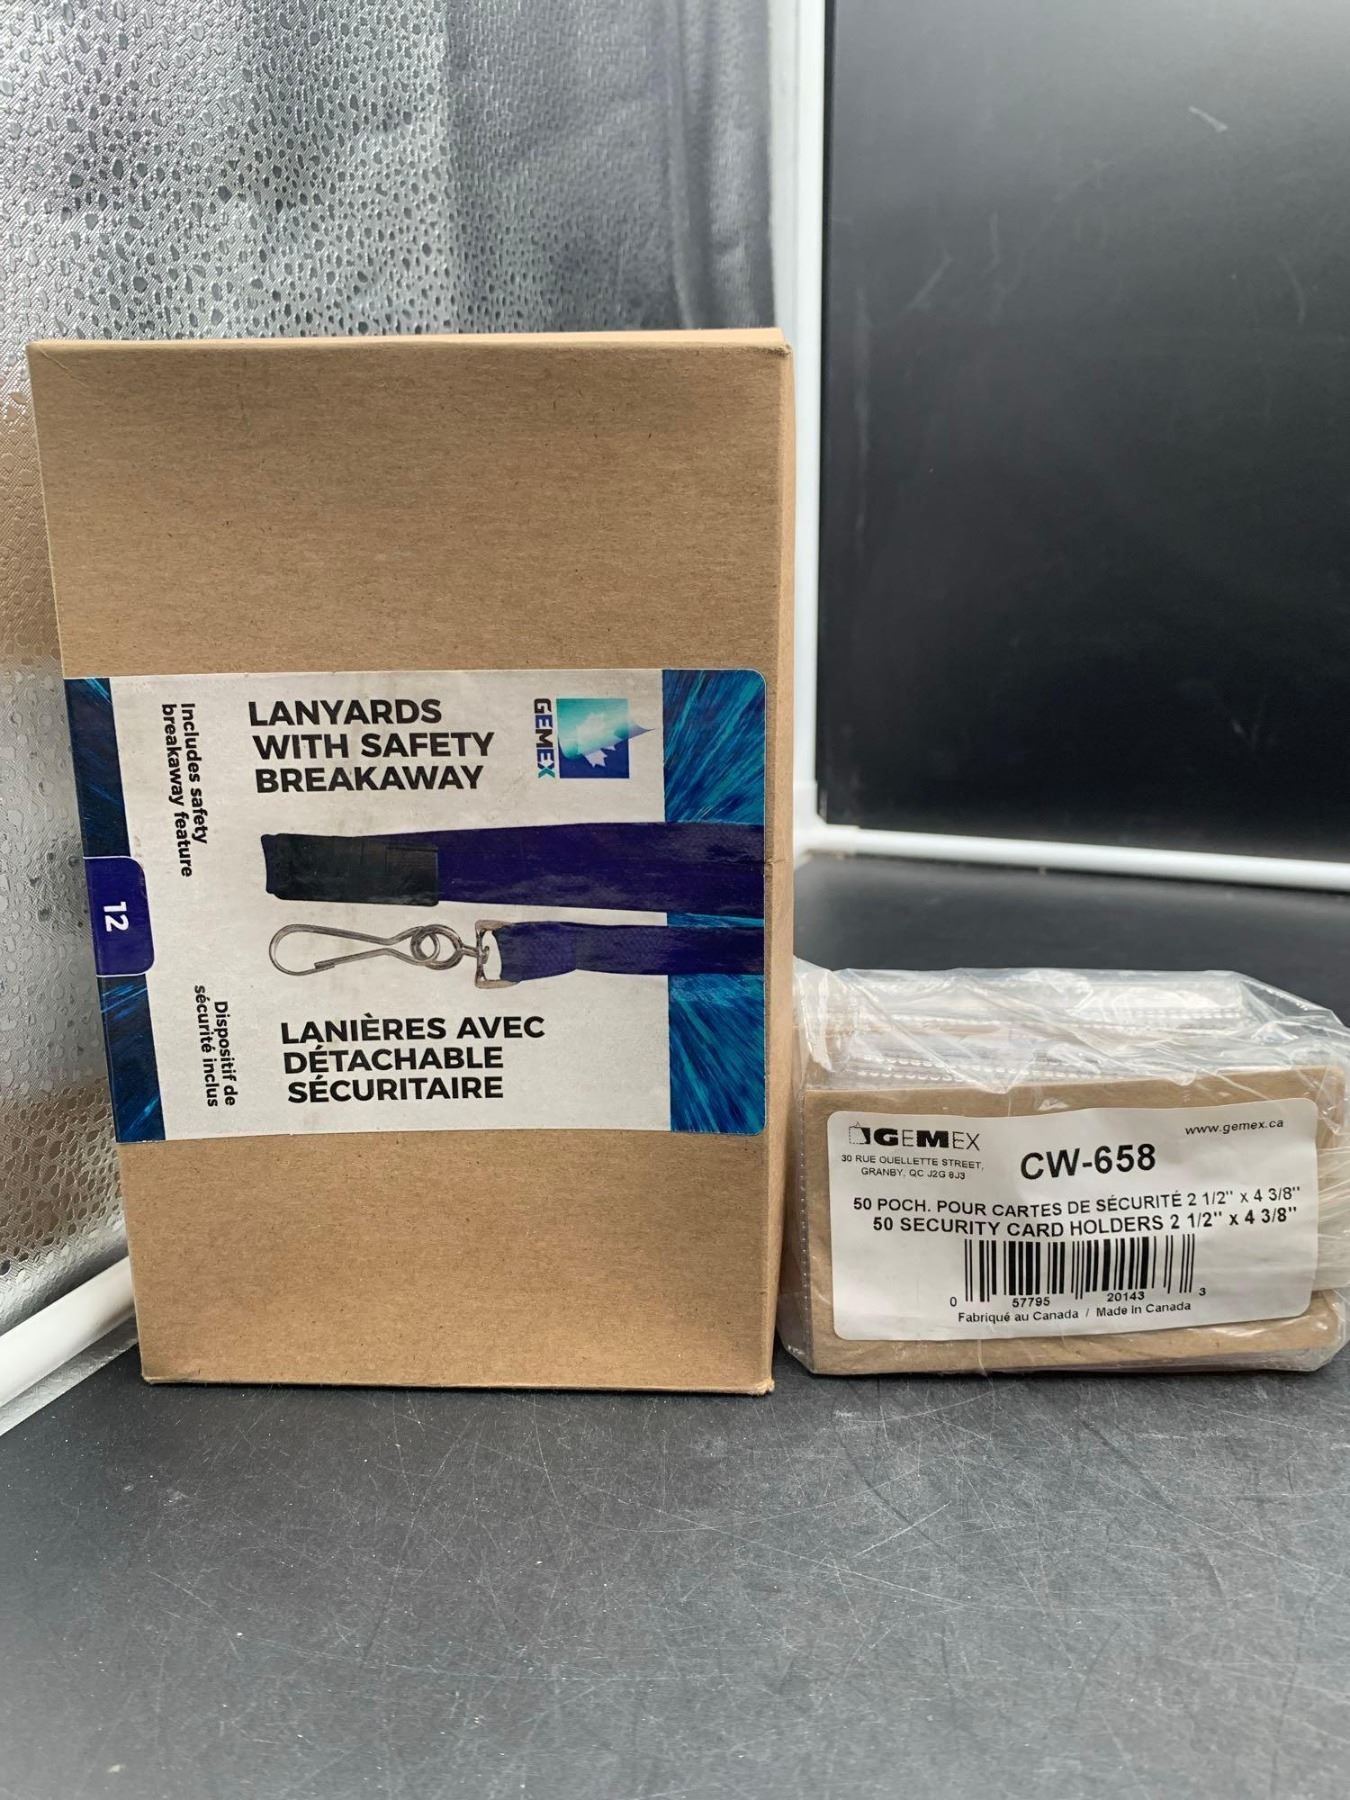 LANYARDS
WITH SAFETY
BREAKAWAY
GEMEX
Includes safety
breakaway feature
12
LANIÈRES AVEC
DÉTACHABLE
SÉCURITAIRE
Dispositif de
sécurité inclus
GEMEX
www.gemex.ca
30 RUE OUELLETTE STREET,
GRANBY, QC J2G 8J3
CW-658
50 POCH. POUR CARTES DE SÉCURITÉ 2 1/2" x 4 3/8"
50 SECURITY CARD HOLDERS 2 1/2" x 4 3/8"
0 57795 20143 3
Fabriqué au Canada / Made in Canada